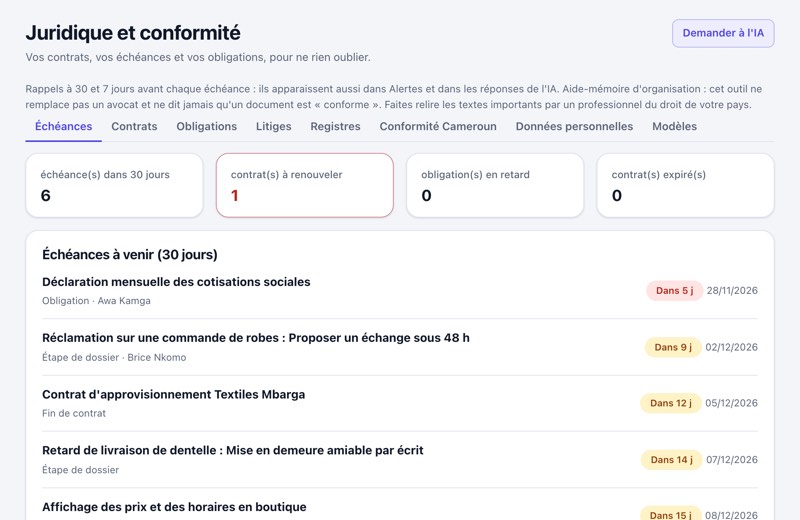 Juridique et conformité
Demander à l'IA
Vos contrats, vos échéances et vos obligations, pour ne rien oublier.
Rappels à 30 et 7 jours avant chaque échéance : ils apparaissent aussi dans Alertes et dans les réponses de l'IA. Aide-mémoire d'organisation : cet outil ne
remplace pas un avocat et ne dit jamais qu'un document est « conforme ». Faites relire les textes importants par un professionnel du droit de votre pays.
Échéances Contrats Obligations Litiges Registres Conformité Cameroun Données personnelles Modèles
échéance(s) dans 30 jours
6
contrat(s) à renouveler
1
obligation(s) en retard
0
contrat(s) expiré(s)
0
Échéances à venir (30 jours)
Déclaration mensuelle des cotisations sociales
Obligation · Awa Kamga
Dans 5 j 28/11/2026
Réclamation sur une commande de robes : Proposer un échange sous 48 h
Étape de dossier · Brice Nkomo
Dans 9 j 02/12/2026
Contrat d'approvisionnement Textiles Mbarga
Fin de contrat
Dans 12 j 05/12/2026
Retard de livraison de dentelle : Mise en demeure amiable par écrit
Étape de dossier
Dans 14 j 07/12/2026
Affichage des prix et des horaires en boutique
Dans 15 j 08/12/2026